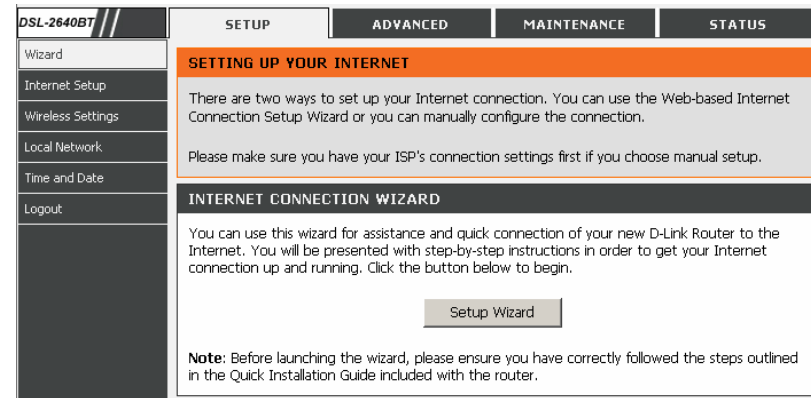 DSL-2640BT
SETUP ADVANCED MAINTENANCE STATUS
Wizard
Internet Setup
Wireless Settings
Local Network
Time and Date
Logout
SETTING UP YOUR INTERNET
There are two ways to set up your Internet connection. You can use the Web-based Internet
Connection Setup Wizard or you can manually configure the connection.
Please make sure you have your ISP's connection settings first if you choose manual setup.
INTERNET CONNECTION WIZARD
You can use this wizard for assistance and quick connection of your new D-Link Router to the
Internet. You will be presented with step-by-step instructions in order to get your Internet
connection up and running. Click the button below to begin.
Setup Wizard
Note: Before launching the wizard, please ensure you have correctly followed the steps outlined
in the Quick Installation Guide included with the router.